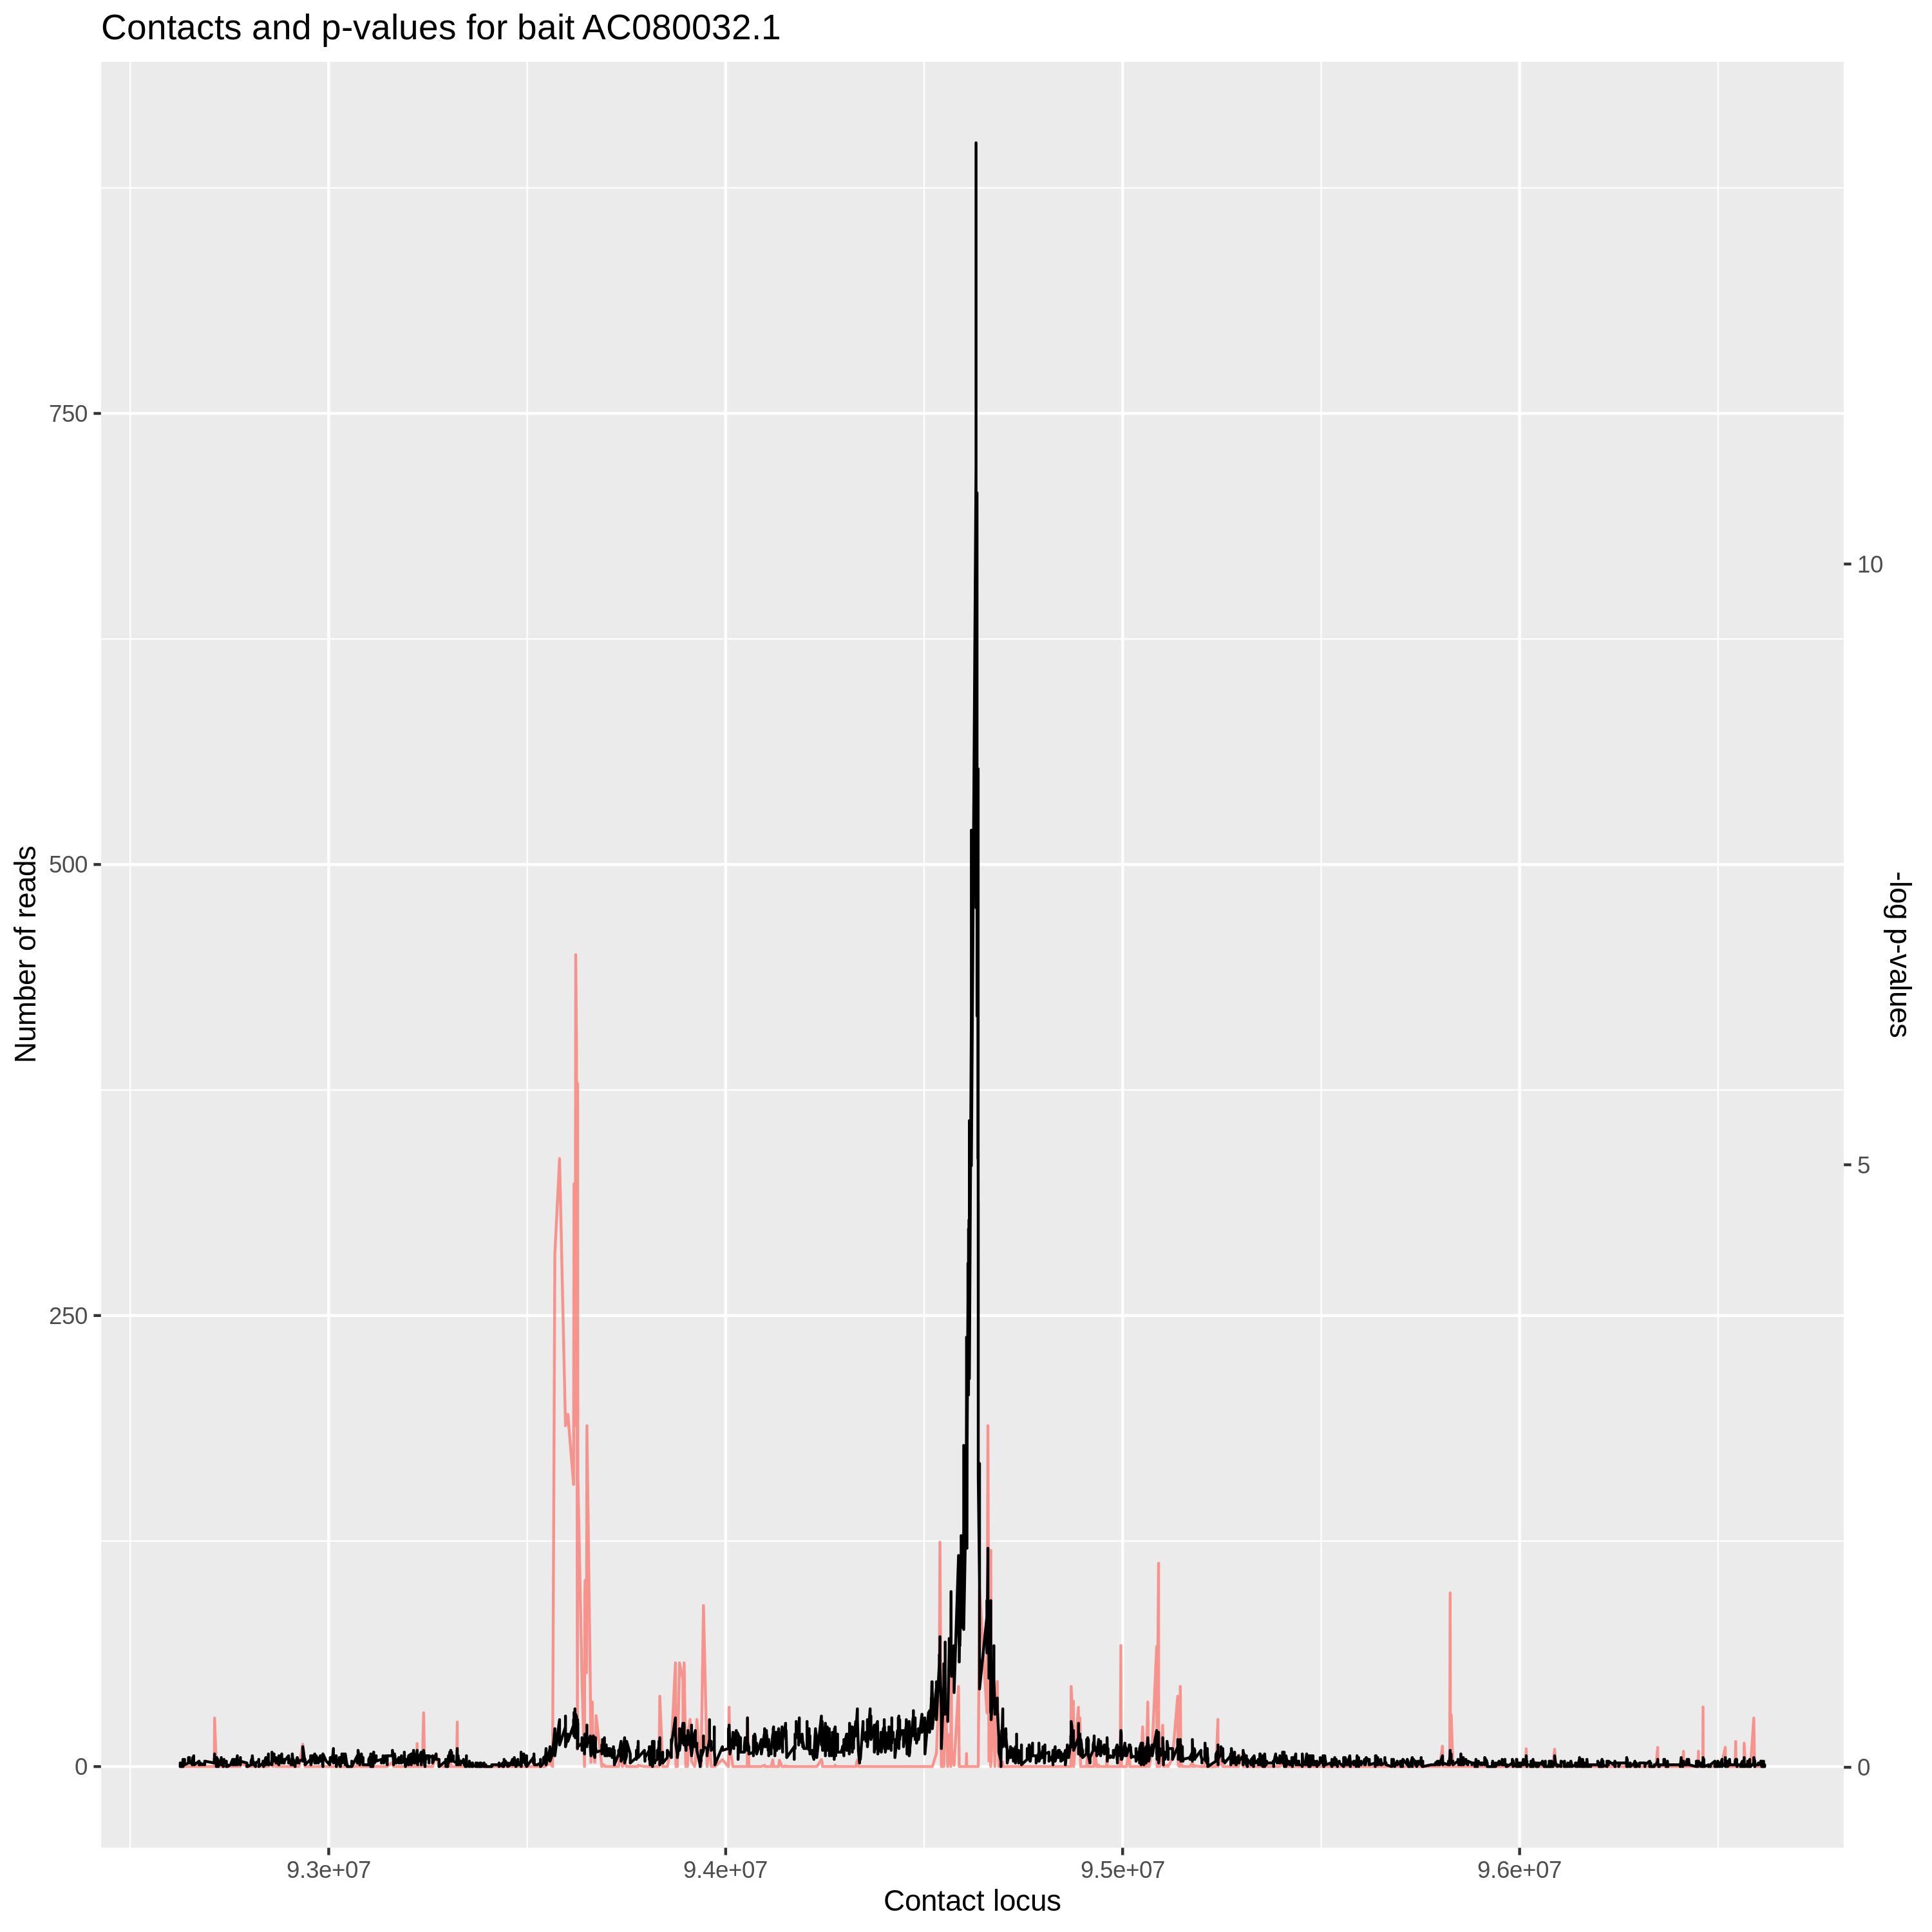 Contacts and p-values for bait AC080032.1
Number of reads
750
500
250
0
10
5
0
-log p-values
9.3e+07 9.4e+07 9.5e+07 9.6e+07
Contact locus